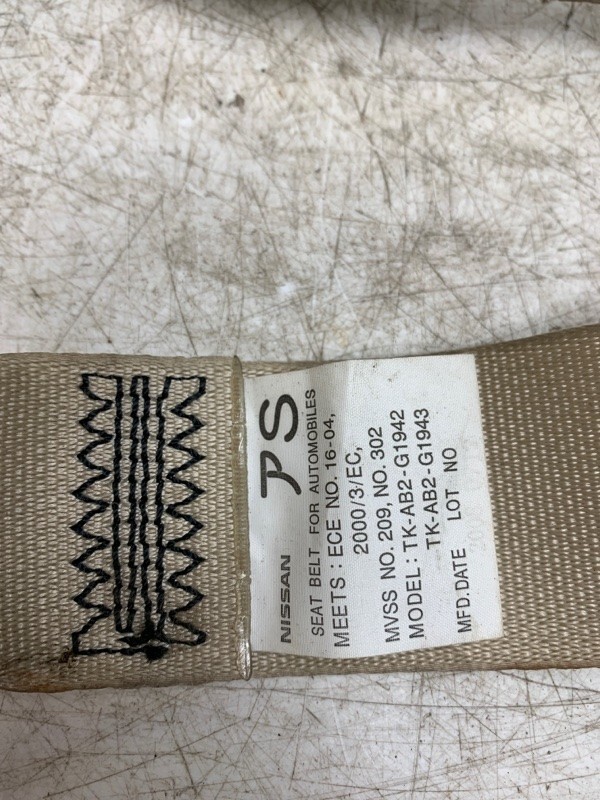 NISSAN PS
SEAT BELT FOR AUTOMOBILES
MEETS : ECE NO. 16-04,
2000/3/EC,
MVSS NO. 209, NO. 302
MODEL : TK-AB2-G1942
TK-AB2-G1943
MFD.DATE LOT NO